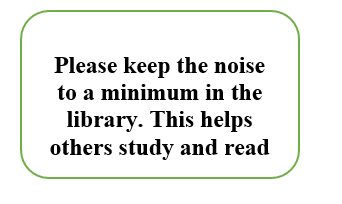 Please keep the noise
to a minimum in the
library. This helps
others study and read